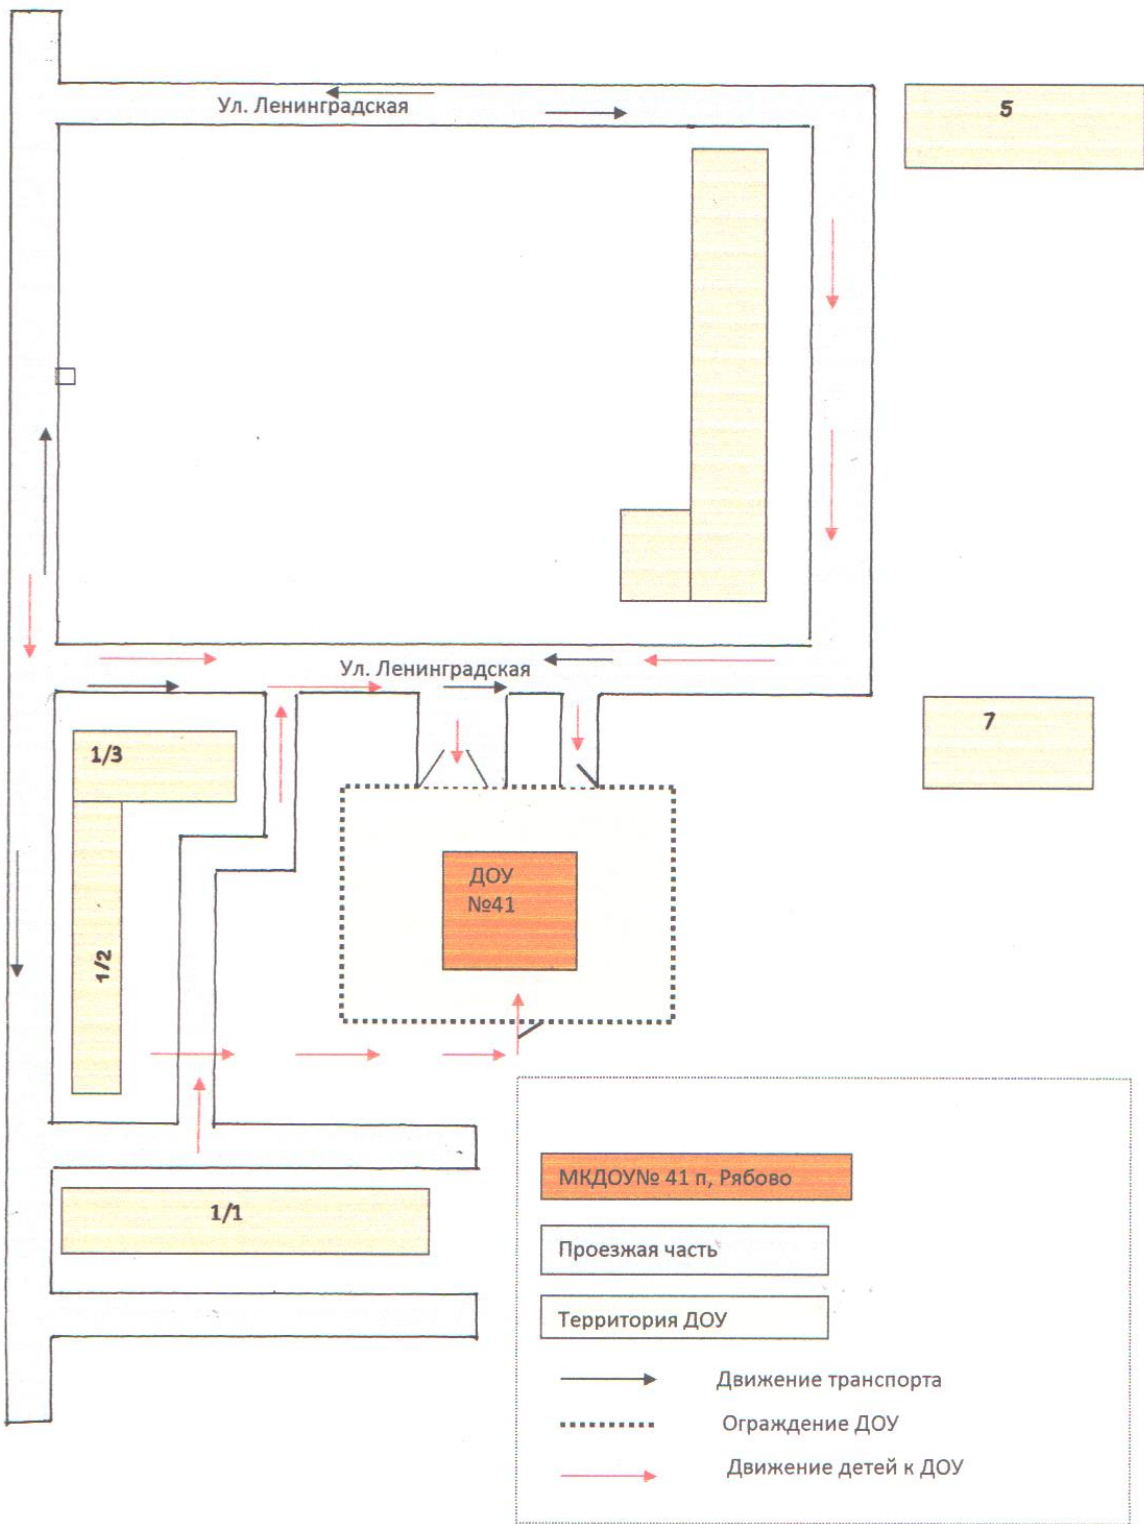 Ул. Ленинградская
5
Ул. Ленинградская
7
1/3
ДОУ
№41
1/2
1/1
МКДОУ№ 41 п, Рябово
Проезжая часть
Территория ДОУ
Движение транспорта
Ограждение ДОУ
Движение детей к ДОУ